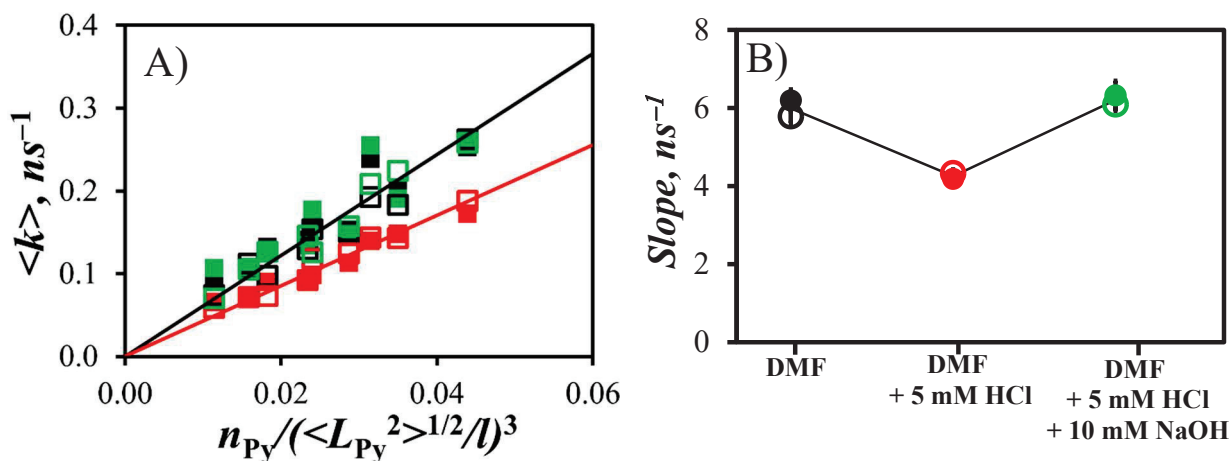 A)
0.4
0.3
0.2
0.1
0.0
<k>, ns⁻¹
0.00
0.02
0.04
0.06
n_Py/(<L_Py²>^1/2/l)³
B)
8
6
4
2
0
Slope, ns⁻¹
DMF
DMF
+ 5 mM HCl
DMF
+ 5 mM HCl
+ 10 mM NaOH